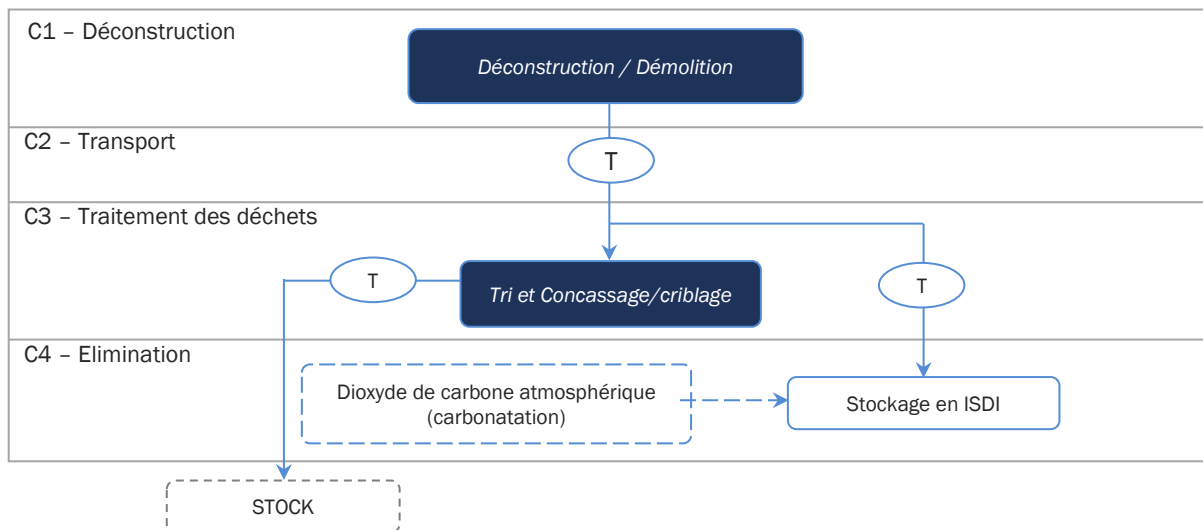 C1 – Déconstruction
Déconstruction / Démolition
C2 – Transport
T
C3 – Traitement des déchets
T
Tri et Concassage/criblage
T
C4 – Elimination
Dioxyde de carbone atmosphérique
(carbonatation)
Stockage en ISDI
STOCK